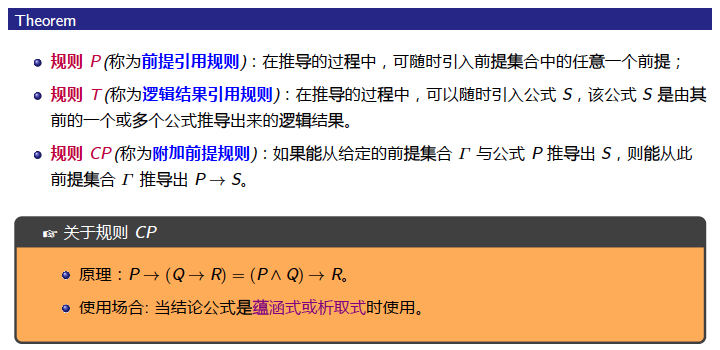 Theorem
规则 P (称为前提引用规则)：在推导的过程中，可随时引入前提集合中的任意一个前提；
规则 T (称为逻辑结果引用规则)：在推导的过程中，可以随时引入公式 S，该公式 S 是由其
前的一个或多个公式推导出来的逻辑结果。
规则 CP (称为附加前提规则)：如果能从给定的前提集合 Γ 与公式 P 推导出 S，则能从此
前提集合 Γ 推导出 P → S。
☞ 关于规则 CP
原理：P → (Q → R) = (P ∧ Q) → R。
使用场合: 当结论公式是蕴涵式或析取式时使用。